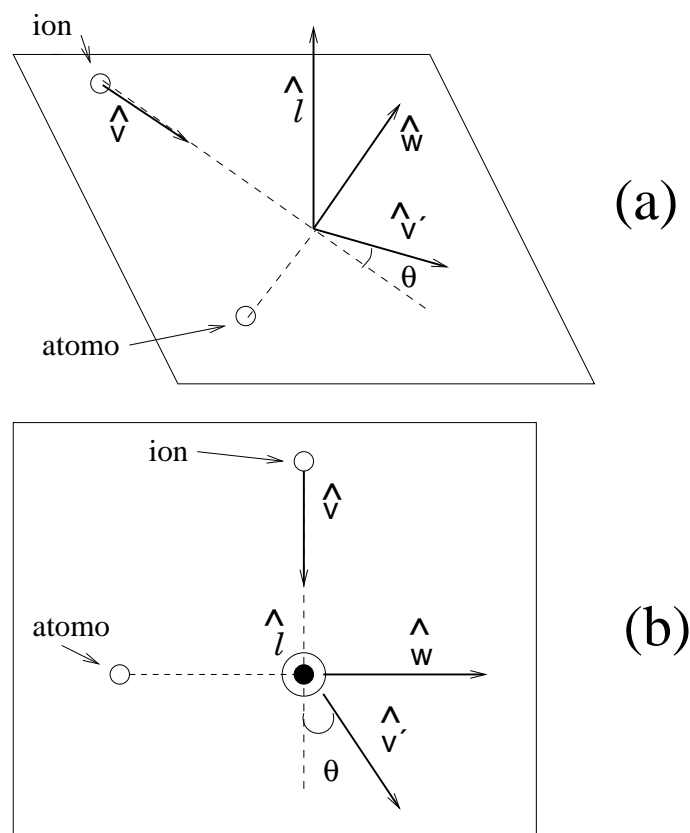 ion
v̂
l̂
ŵ
v̂´
θ
atomo
(a)
ion
v̂
atomo
l̂
ŵ
v̂´
θ
(b)